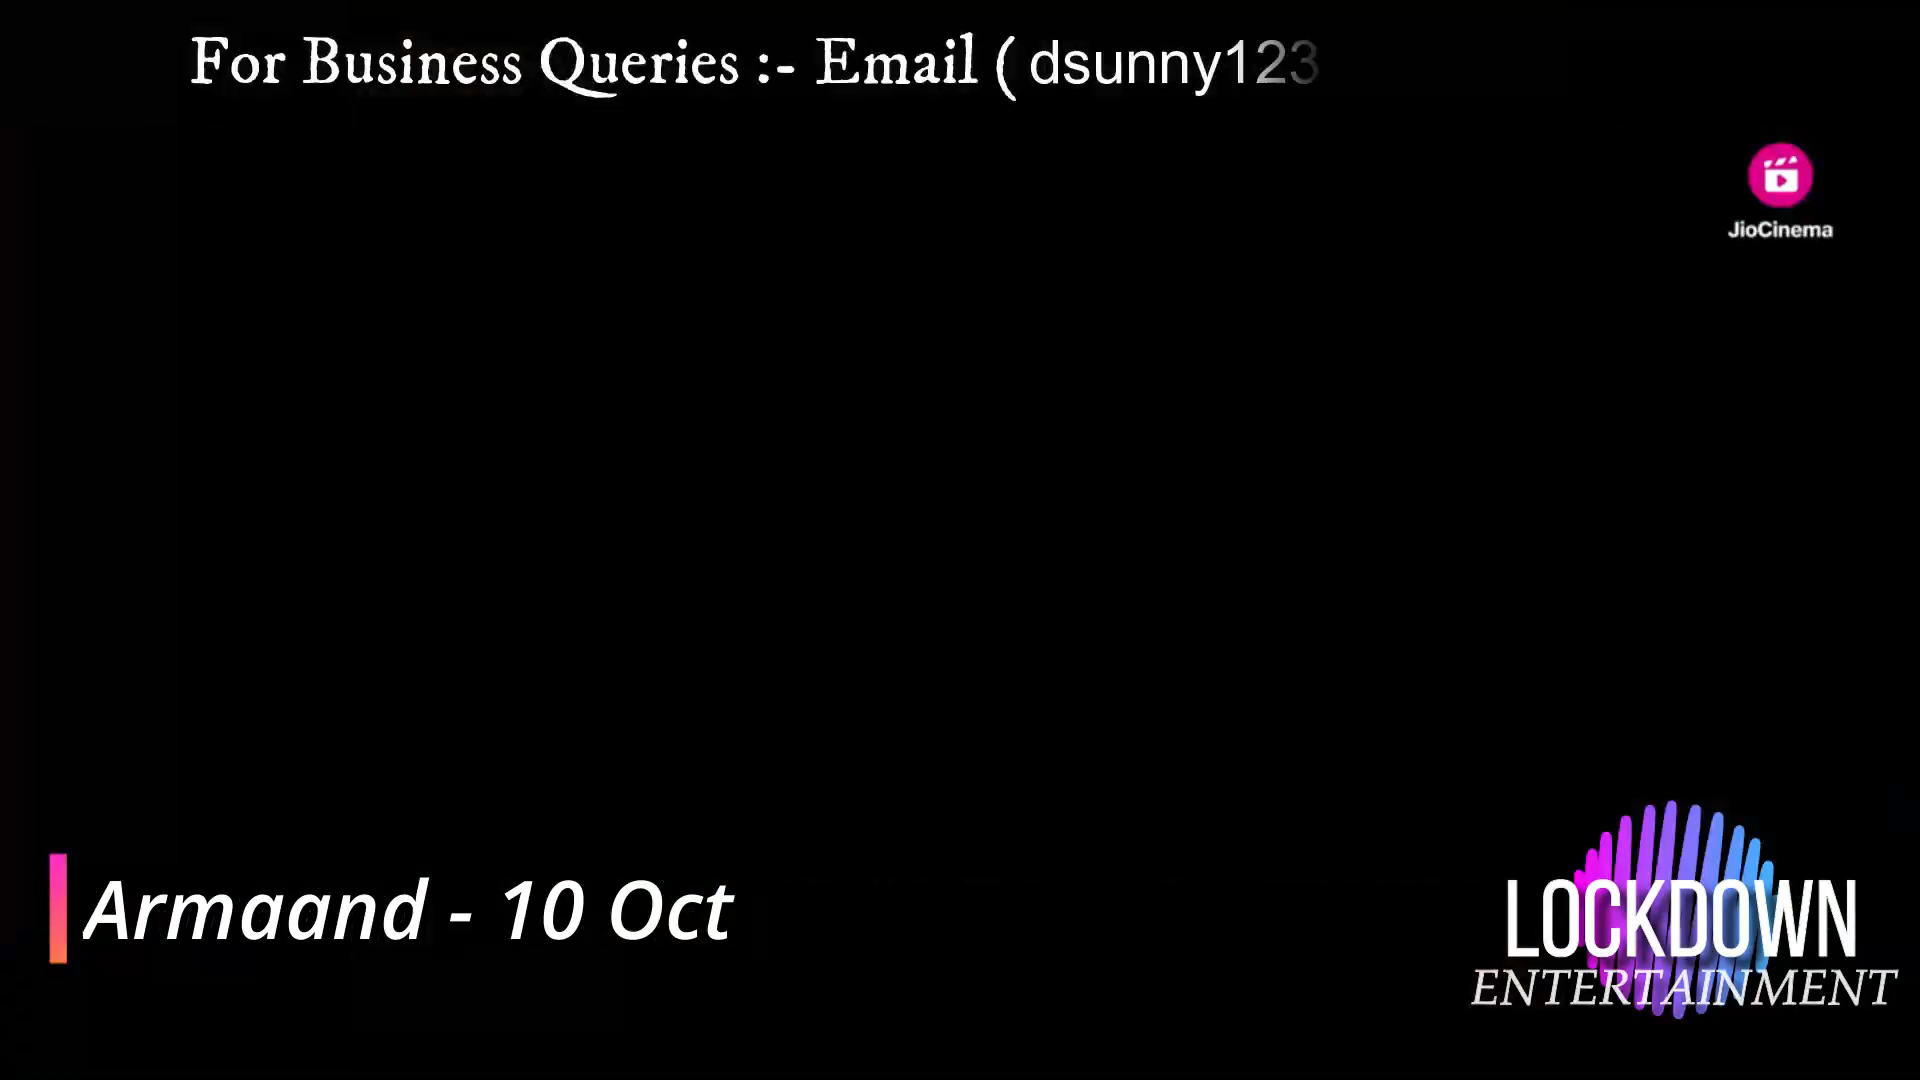 For Business Queries :- Email ( dsunny123
JioCinema
Armaand - 10 Oct
LOCKDOWN
ENTERTAINMENT